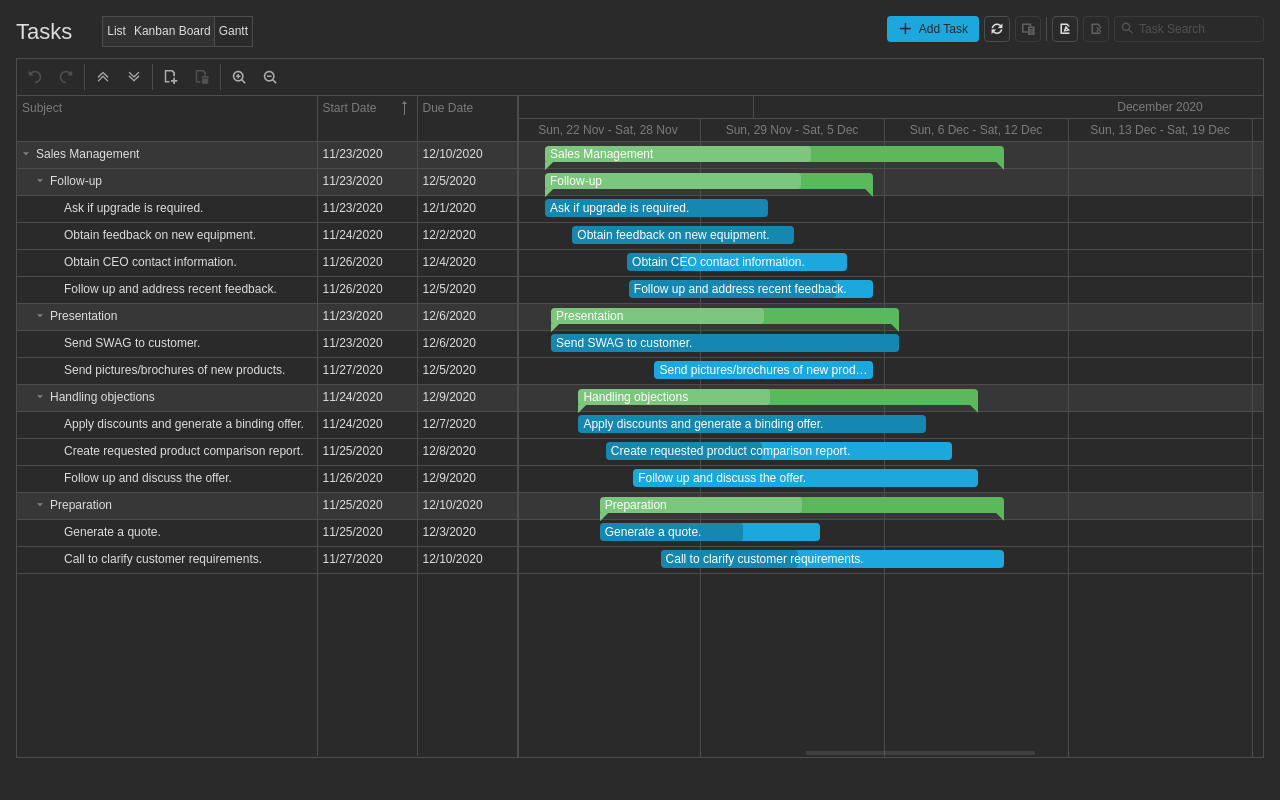 Tasks List Kanban Board Gantt Add Task Task Search
Subject Start Date Due Date December 2020
Sun, 22 Nov - Sat, 28 Nov Sun, 29 Nov - Sat, 5 Dec Sun, 6 Dec - Sat, 12 Dec Sun, 13 Dec - Sat, 19 Dec
Sales Management 11/23/2020 12/10/2020 Sales Management
Follow-up 11/23/2020 12/5/2020 Follow-up
Ask if upgrade is required. 11/23/2020 12/1/2020 Ask if upgrade is required.
Obtain feedback on new equipment. 11/24/2020 12/2/2020 Obtain feedback on new equipment.
Obtain CEO contact information. 11/26/2020 12/4/2020 Obtain CEO contact information.
Follow up and address recent feedback. 11/26/2020 12/5/2020 Follow up and address recent feedback.
Presentation 11/23/2020 12/6/2020 Presentation
Send SWAG to customer. 11/23/2020 12/6/2020 Send SWAG to customer.
Send pictures/brochures of new products. 11/27/2020 12/5/2020 Send pictures/brochures of new prod…
Handling objections 11/24/2020 12/9/2020 Handling objections
Apply discounts and generate a binding offer. 11/24/2020 12/7/2020 Apply discounts and generate a binding offer.
Create requested product comparison report. 11/25/2020 12/8/2020 Create requested product comparison report.
Follow up and discuss the offer. 11/26/2020 12/9/2020 Follow up and discuss the offer.
Preparation 11/25/2020 12/10/2020 Preparation
Generate a quote. 11/25/2020 12/3/2020 Generate a quote.
Call to clarify customer requirements. 11/27/2020 12/10/2020 Call to clarify customer requirements.